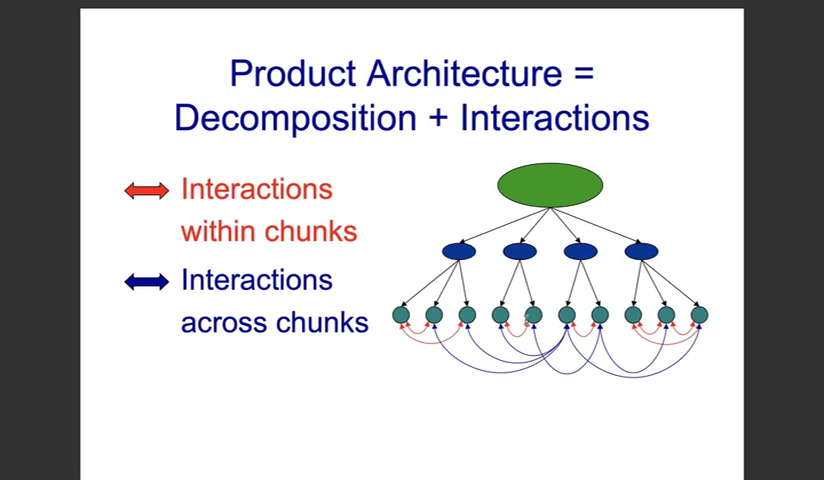 Product Architecture =
Decomposition + Interactions
Interactions
within chunks
Interactions
across chunks